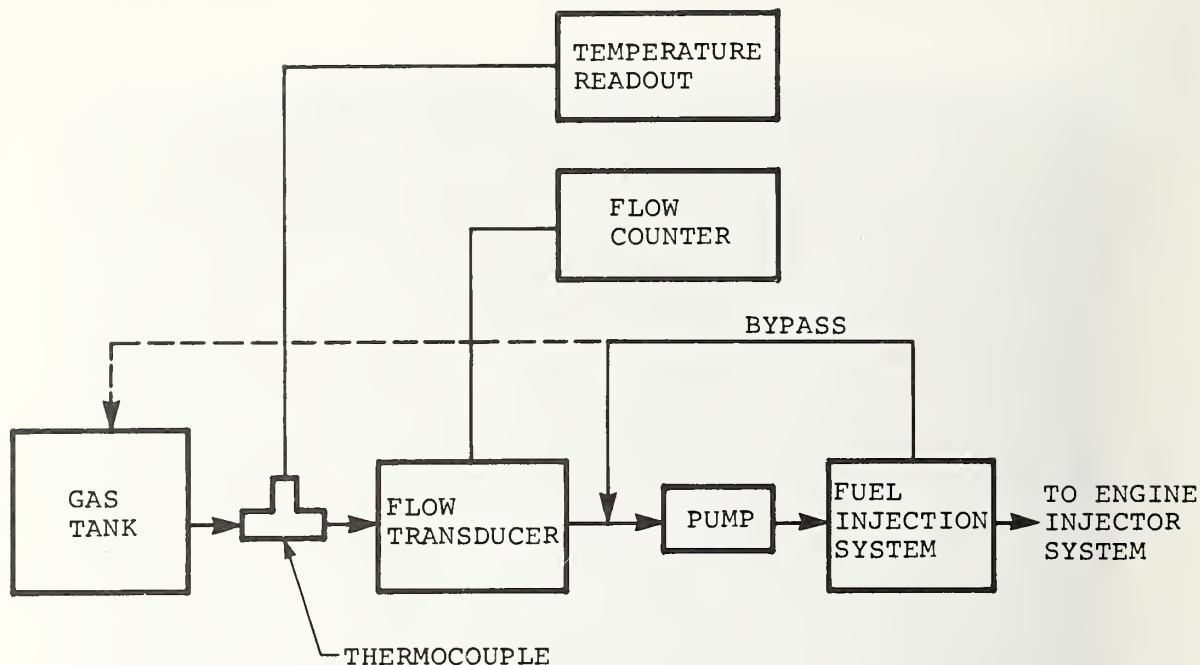 TEMPERATURE
READOUT
FLOW
COUNTER
BYPASS
GAS
TANK
FLOW
TRANSDUCER
PUMP
FUEL
INJECTION
SYSTEM
TO ENGINE
INJECTOR
SYSTEM
THERMOCOUPLE